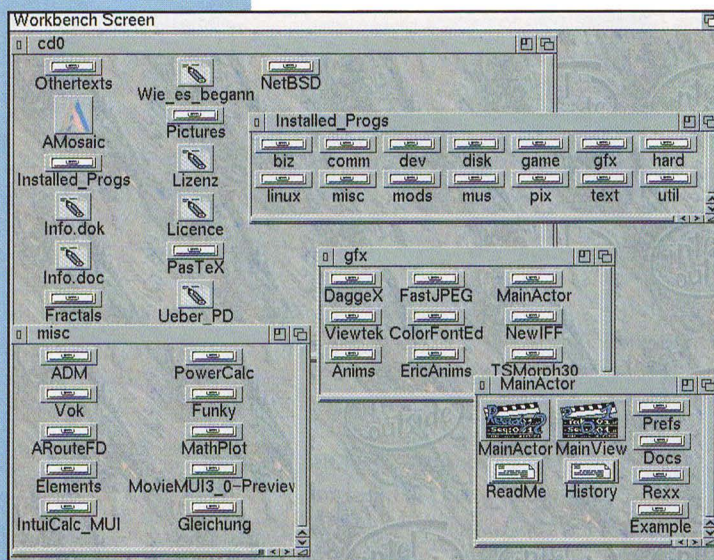 Workbench Screen
cd0
Othertexts
Wie_es_begann
NetBSD
AMosaic
Pictures
Installed_Progs
Lizenz
Info.dok
Licence
Info.doc
PasTeX
Fractals
Ueber_PD
Installed_Progs
biz comm dev disk game gfx hard
linux misc mods mus pix text util
gfx
DaggeX FastJPEG MainActor
Viewtek ColorFontEd NewIFF
Anims EricAnims TSMorph30
misc
ADM PowerCalc
Vok Funky
ARouteFD MathPlot
Elements MovieMUI3_0-Preview
IntuiCalc_MUI Gleichung
MainActor
MainActor MainView Prefs
Docs
ReadMe History Rexx
Example